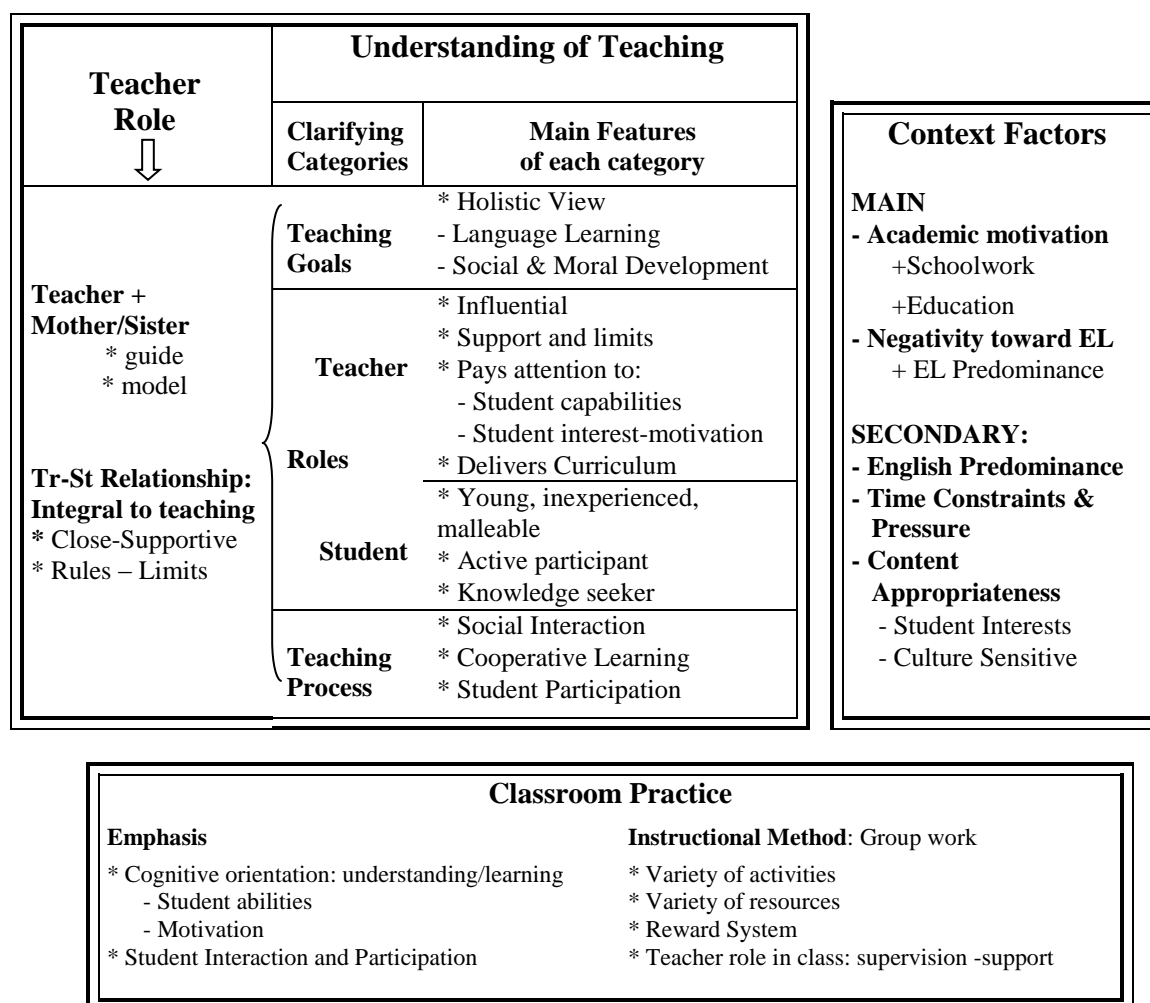 Understanding of Teaching
Teacher
Role
Clarifying
Categories
Main Features
of each category
Teacher +
Mother/Sister
* guide
* model
Tr-St Relationship:
Integral to teaching
* Close-Supportive
* Rules – Limits
Teaching
Goals
* Holistic View
- Language Learning
- Social & Moral Development
Roles
Teacher
* Influential
* Support and limits
* Pays attention to:
- Student capabilities
- Student interest-motivation
* Delivers Curriculum
Student
* Young, inexperienced,
malleable
* Active participant
* Knowledge seeker
Teaching
Process
* Social Interaction
* Cooperative Learning
* Student Participation
Context Factors
MAIN
- Academic motivation
+Schoolwork
+Education
- Negativity toward EL
+ EL Predominance
SECONDARY:
- English Predominance
- Time Constraints &
Pressure
- Content
Appropriateness
- Student Interests
- Culture Sensitive
Classroom Practice
Emphasis
* Cognitive orientation: understanding/learning
- Student abilities
- Motivation
* Student Interaction and Participation
Instructional Method: Group work
* Variety of activities
* Variety of resources
* Reward System
* Teacher role in class: supervision -support